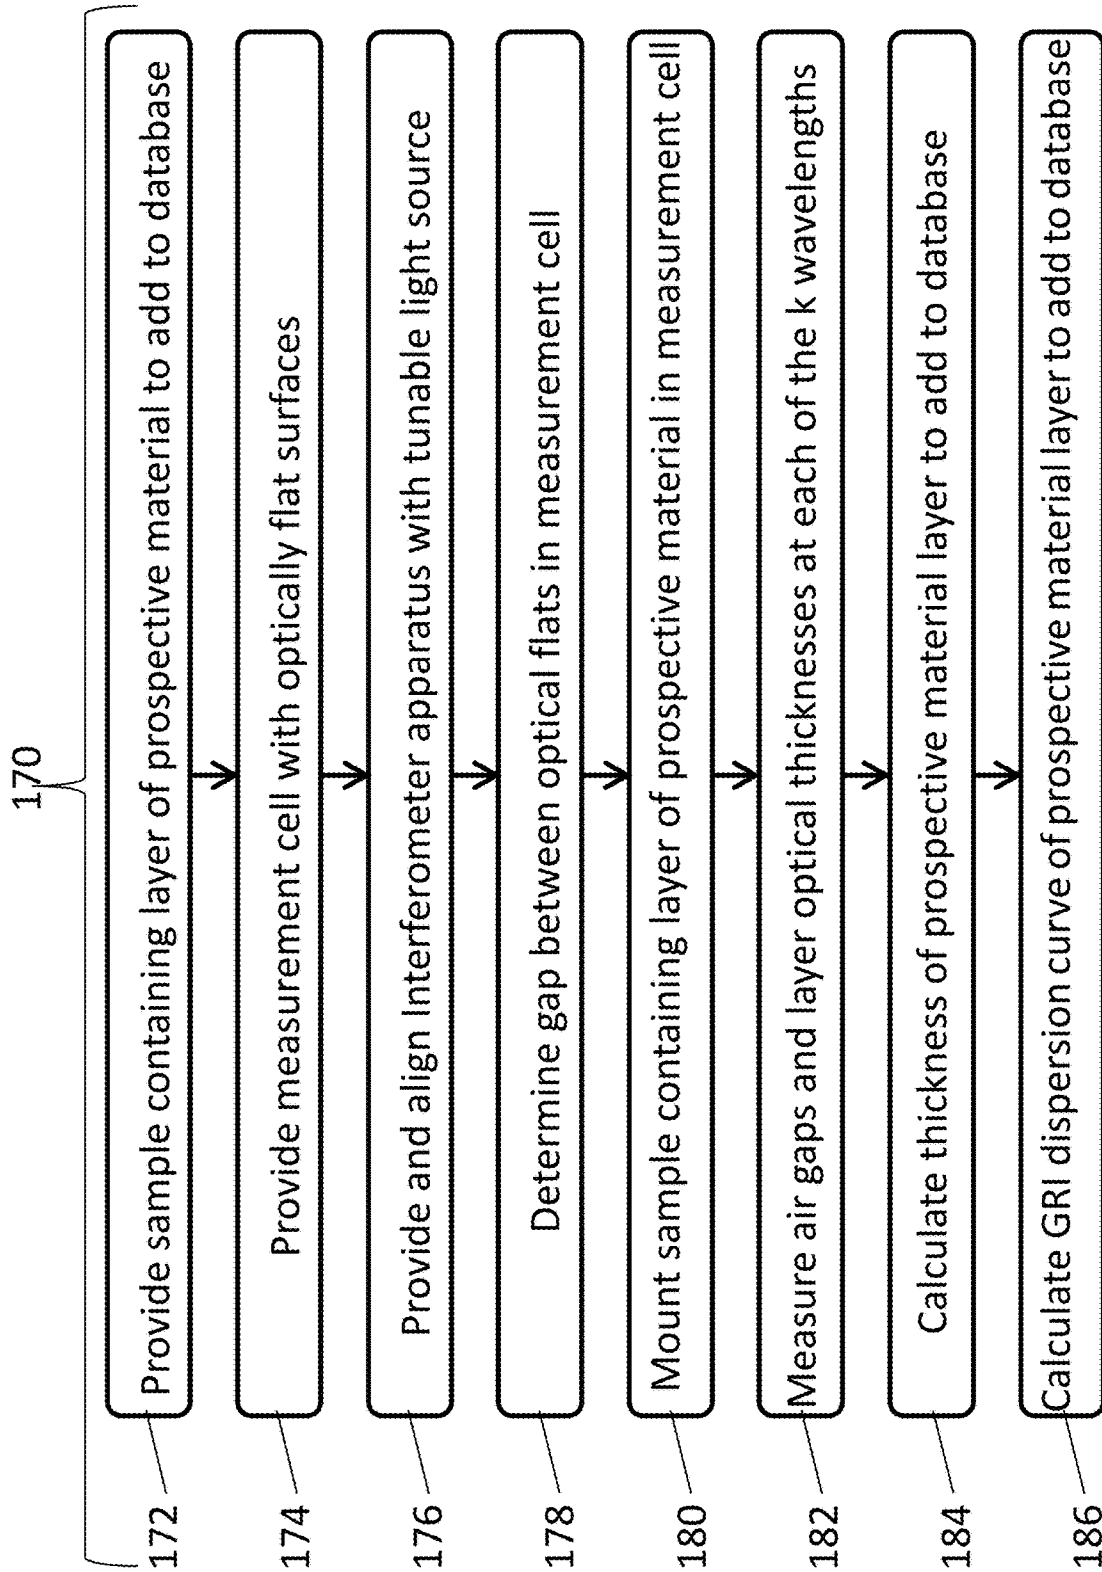 170
172
Provide sample containing layer of prospective material to add to database
174
Provide measurement cell with optically flat surfaces
176
Provide and align Interferometer apparatus with tunable light source
178
Determine gap between optical flats in measurement cell
180
Mount sample containing layer of prospective material in measurement cell
182
Measure air gaps and layer optical thicknesses at each of the k wavelengths
184
Calculate thickness of prospective material layer to add to database
186
Calculate GRI dispersion curve of prospective material layer to add to database